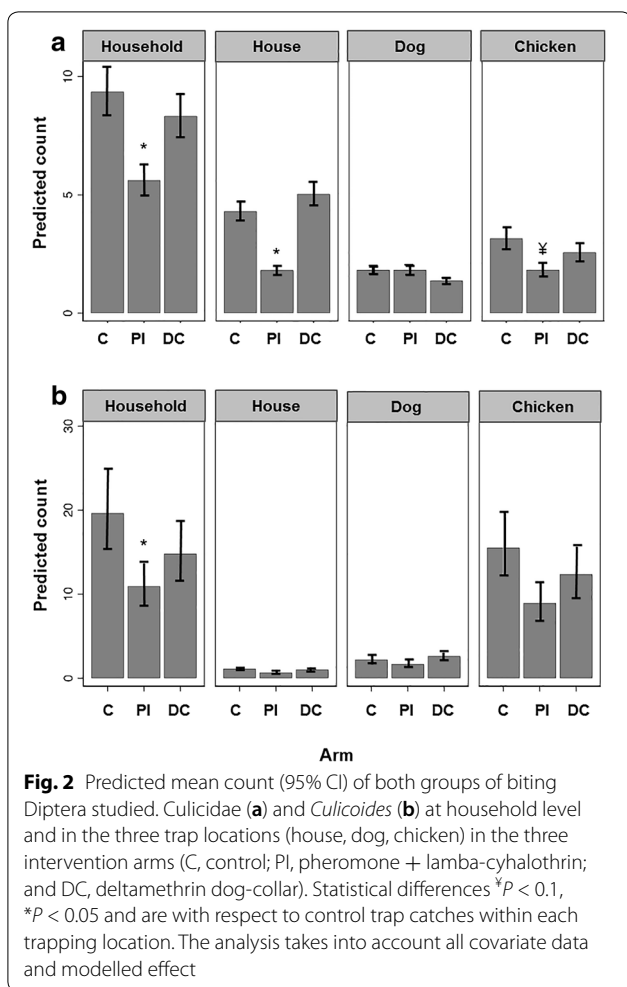 a
Household House Dog Chicken
Predicted count
10
5
0
*
*
¥
C PI DC C PI DC C PI DC C PI DC
b
Household House Dog Chicken
Predicted count
30
20
10
0
*
C PI DC C PI DC C PI DC C PI DC
Arm
Fig. 2 Predicted mean count (95% CI) of both groups of biting
Diptera studied. Culicidae (a) and Culicoides (b) at household level
and in the three trap locations (house, dog, chicken) in the three
intervention arms (C, control; PI, pheromone + lamba-cyhalothrin;
and DC, deltamethrin dog-collar). Statistical differences ¥P < 0.1,
*P < 0.05 and are with respect to control trap catches within each
trapping location. The analysis takes into account all covariate data
and modelled effect